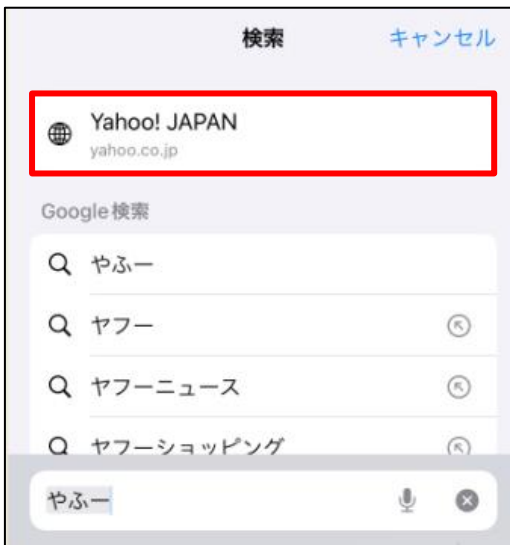 検索
キャンセル
Yahoo! JAPAN
yahoo.co.jp
Google検索
やふー
ヤフー
ヤフーニュース
ヤフーショッピング
やふー